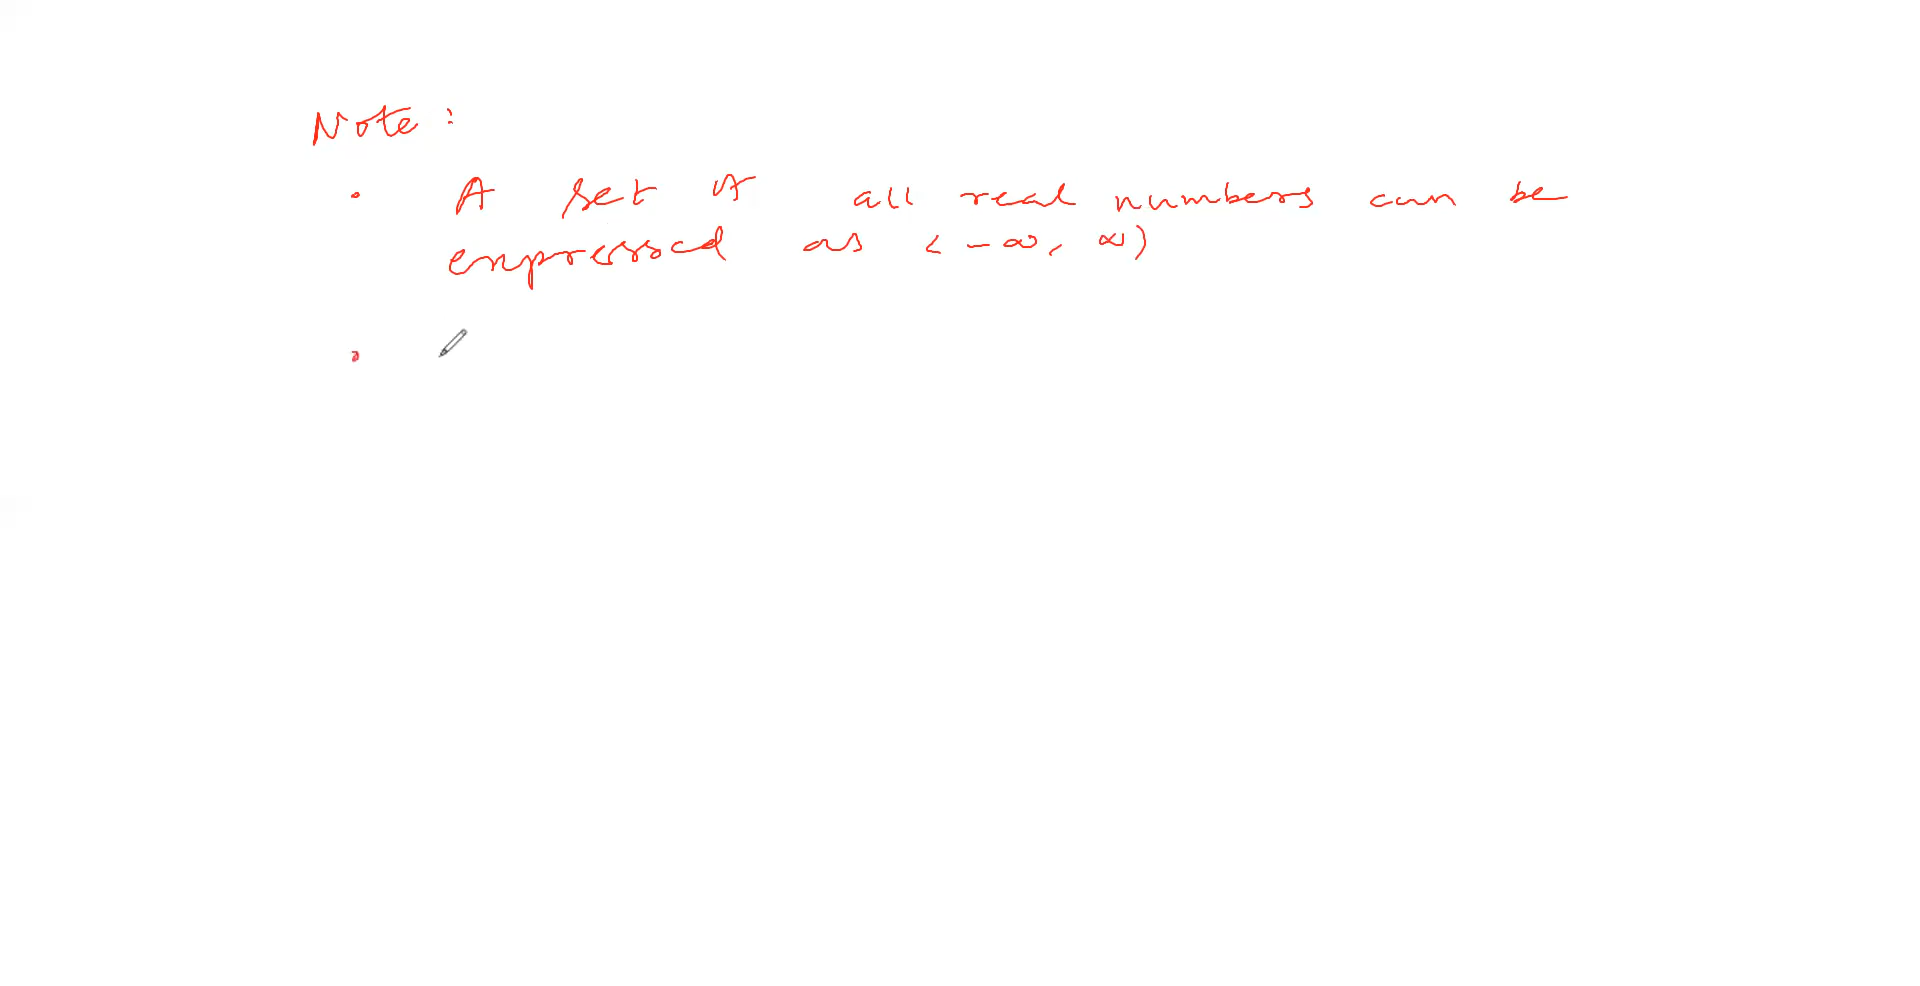 Note :
• A set of all real numbers can be
expressed as (-∞, ∞)
•